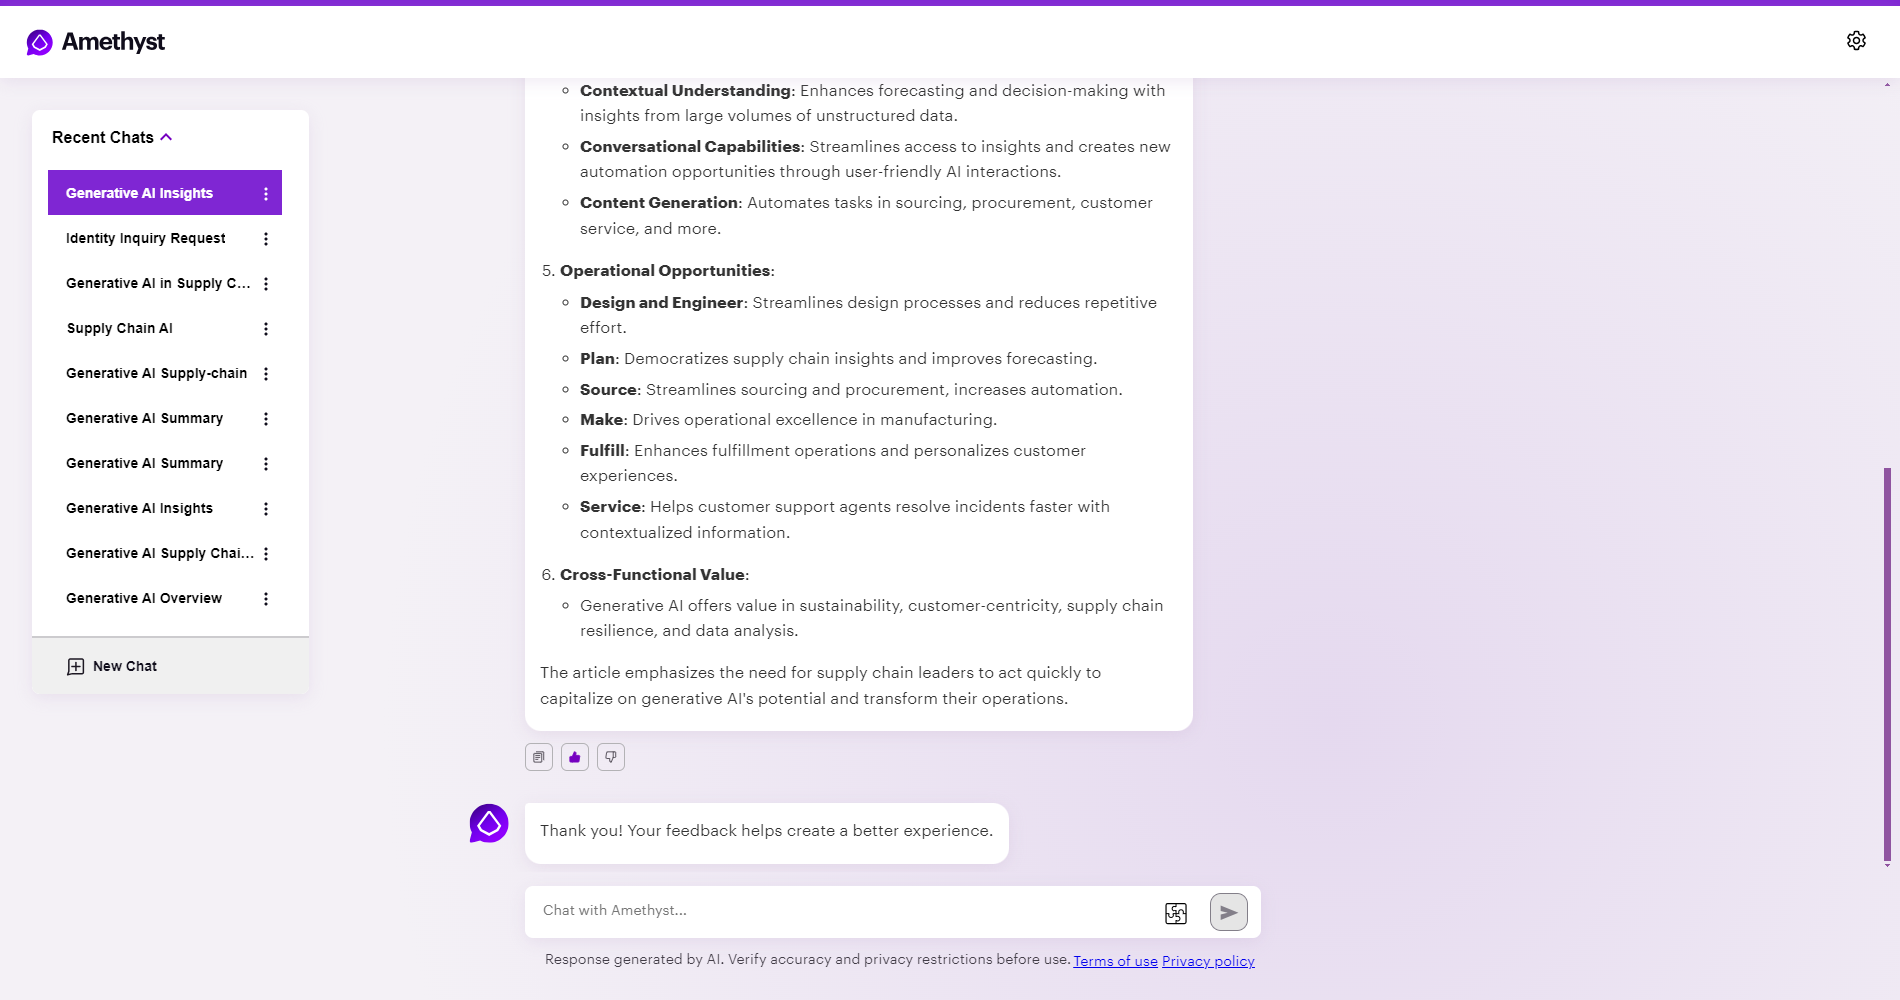 Amethyst
Recent Chats
Generative AI Insights
Identity Inquiry Request
Generative AI in Supply C...
Supply Chain AI
Generative AI Supply-chain
Generative AI Summary
Generative AI Summary
Generative AI Insights
Generative AI Supply Chai...
Generative AI Overview
New Chat
Contextual Understanding: Enhances forecasting and decision-making with
insights from large volumes of unstructured data.
Conversational Capabilities: Streamlines access to insights and creates new
automation opportunities through user-friendly AI interactions.
Content Generation: Automates tasks in sourcing, procurement, customer
service, and more.
5. Operational Opportunities:
Design and Engineer: Streamlines design processes and reduces repetitive
effort.
Plan: Democratizes supply chain insights and improves forecasting.
Source: Streamlines sourcing and procurement, increases automation.
Make: Drives operational excellence in manufacturing.
Fulfill: Enhances fulfillment operations and personalizes customer
experiences.
Service: Helps customer support agents resolve incidents faster with
contextualized information.
6. Cross-Functional Value:
Generative AI offers value in sustainability, customer-centricity, supply chain
resilience, and data analysis.
The article emphasizes the need for supply chain leaders to act quickly to
capitalize on generative AI's potential and transform their operations.
Thank you! Your feedback helps create a better experience.
Chat with Amethyst...
Response generated by AI. Verify accuracy and privacy restrictions before use. Terms of use Privacy policy